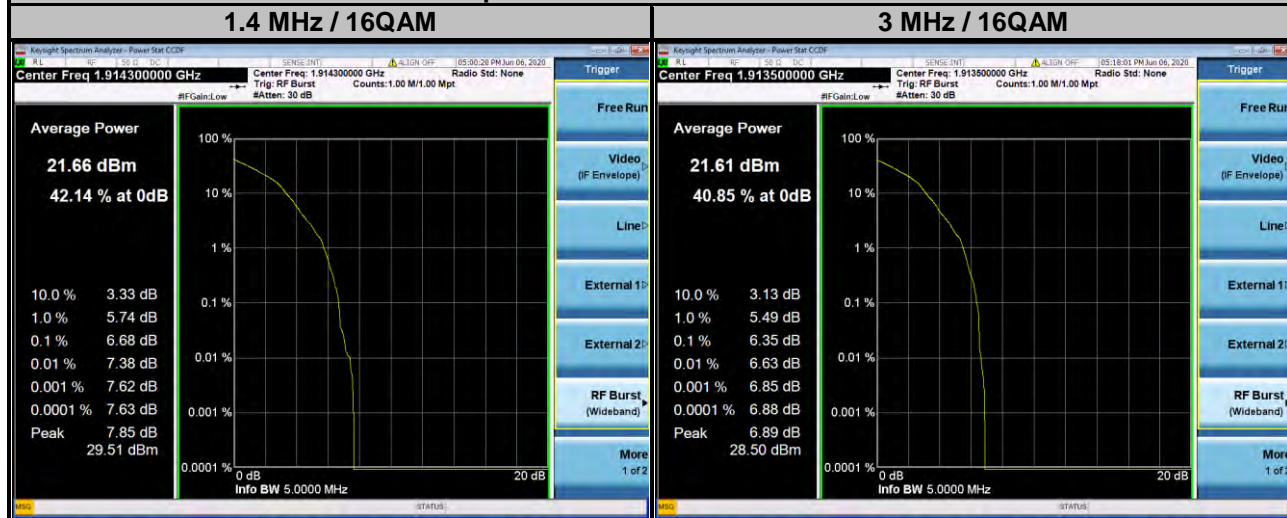 1.4 MHz / 16QAM
Keysight Spectrum Analyzer - Power Stat CCDF
RL RF 50 Ω DC SENSE:INT ALIGN OFF 05:00:28 PM Jun 06, 2020
Center Freq 1.914300000 GHz
Center Freq: 1.914300000 GHz Radio Std: None
Trig: RF Burst Counts:1.00 M/1.00 Mpt
#IFGain:Low #Atten: 30 dB
Trigger
Free Run
Video
(IF Envelope)
Line
External 1
External 2
RF Burst
(Wideband)
More
1 of 2
Average Power
21.66 dBm
42.14 % at 0dB
10.0 % 3.33 dB
1.0 % 5.74 dB
0.1 % 6.68 dB
0.01 % 7.38 dB
0.001 % 7.62 dB
0.0001 % 7.63 dB
Peak 7.85 dB
29.51 dBm
100 %
10 %
1 %
0.1 %
0.01 %
0.001 %
0.0001 %
0 dB 20 dB
Info BW 5.0000 MHz
MSG STATUS
3 MHz / 16QAM
Keysight Spectrum Analyzer - Power Stat CCDF
RL RF 50 Ω DC SENSE:INT ALIGN OFF 05:18:01 PM Jun 06, 2020
Center Freq 1.913500000 GHz
Center Freq: 1.913500000 GHz Radio Std: None
Trig: RF Burst Counts:1.00 M/1.00 Mpt
#IFGain:Low #Atten: 30 dB
Trigger
Free Run
Video
(IF Envelope)
Line
External 1
External 2
RF Burst
(Wideband)
More
1 of 2
Average Power
21.61 dBm
40.85 % at 0dB
10.0 % 3.13 dB
1.0 % 5.49 dB
0.1 % 6.35 dB
0.01 % 6.63 dB
0.001 % 6.85 dB
0.0001 % 6.88 dB
Peak 6.89 dB
28.50 dBm
100 %
10 %
1 %
0.1 %
0.01 %
0.001 %
0.0001 %
0 dB 20 dB
Info BW 5.0000 MHz
MSG STATUS